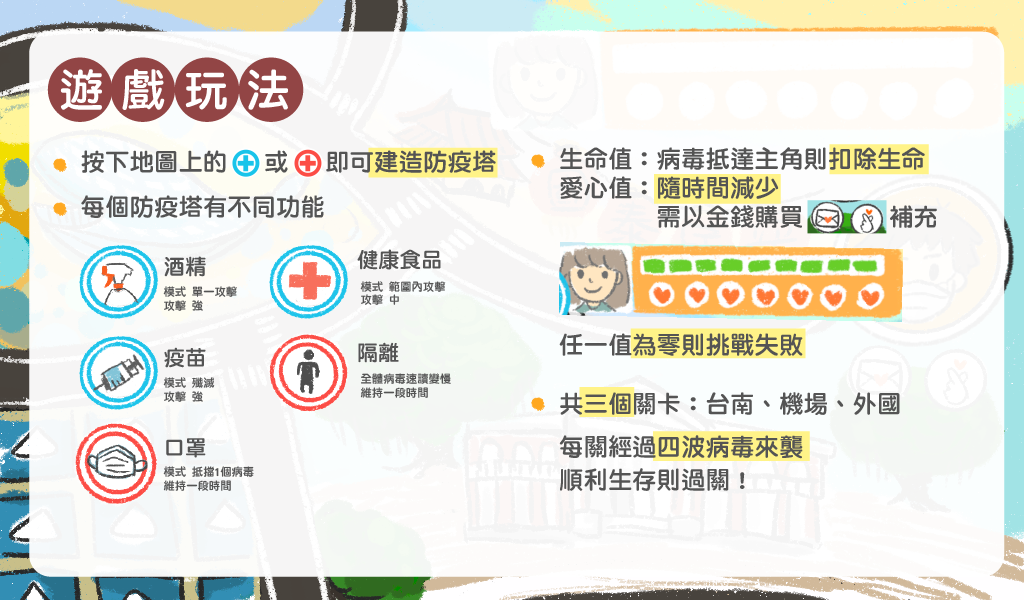 遊戲玩法
按下地圖上的 或 即可建造防疫塔
每個防疫塔有不同功能
酒精
模式 單一攻擊
攻擊 強
健康食品
模式 範圍內攻擊
攻擊 中
疫苗
模式 殲滅
攻擊 強
隔離
全體病毒速讀變慢
維持一段時間
口罩
模式 抵擋1個病毒
維持一段時間
生命值：病毒抵達主角則扣除生命
愛心值：隨時間減少
需以金錢購買 補充
任一值為零則挑戰失敗
共三個關卡：台南、機場、外國
每關經過四波病毒來襲
順利生存則過關！